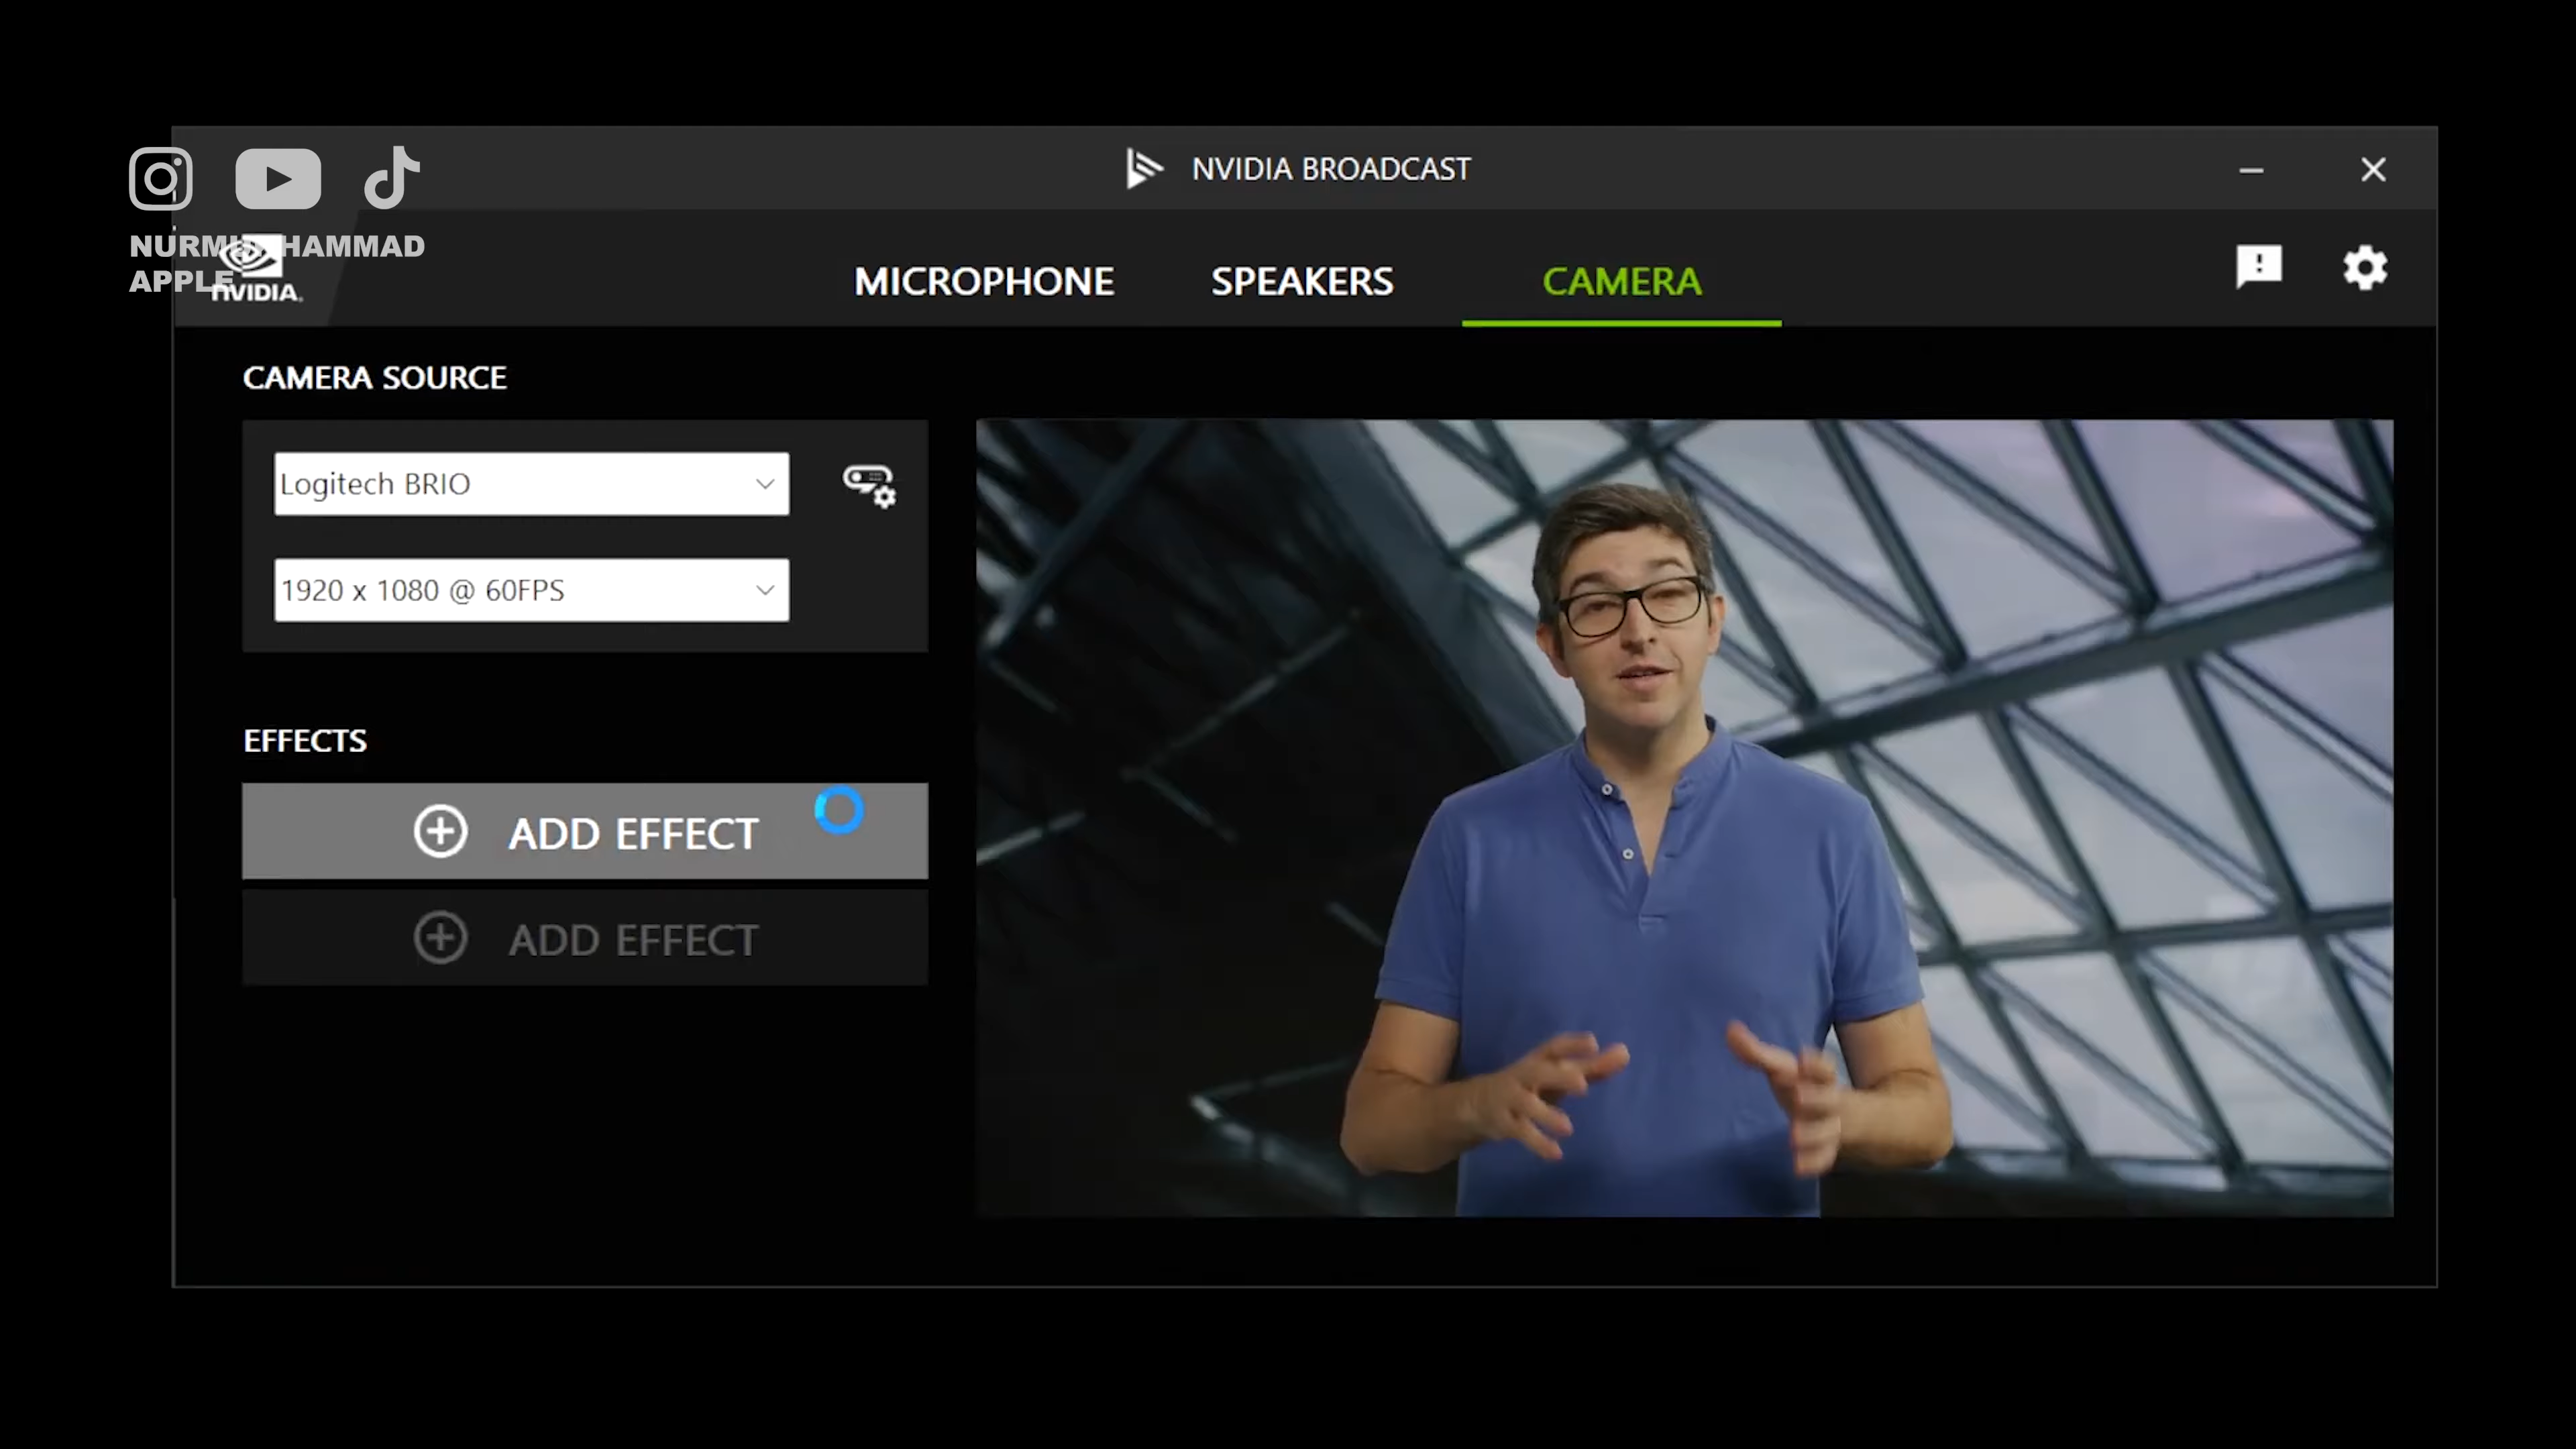 NVIDIA BROADCAST
NURMUHAMMAD
APPLE
NVIDIA.
MICROPHONE
SPEAKERS
CAMERA
CAMERA SOURCE
Logitech BRIO
1920 x 1080 @ 60FPS
EFFECTS
ADD EFFECT
ADD EFFECT